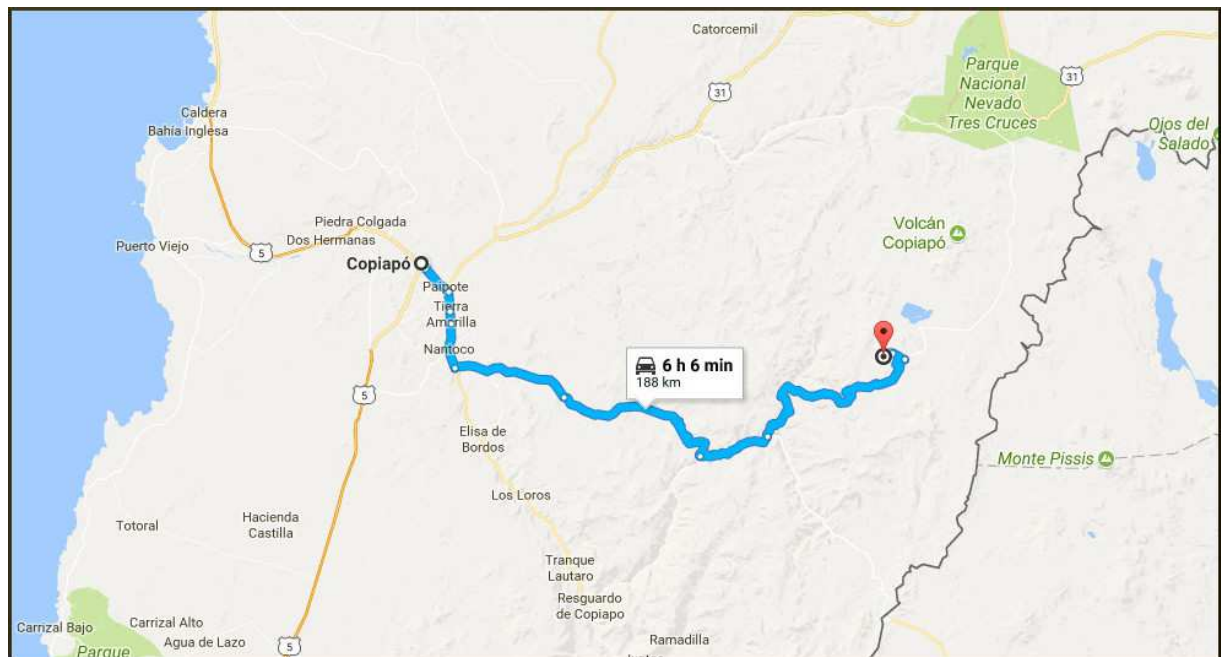 Catorcemil
31
Parque
Nacional
Nevado
Tres Cruces
31
Caldera
Bahía Inglesa
Ojos del
Salado
Piedra Colgada
Dos Hermanas
Puerto Viejo
5
Volcán
Copiapó
Copiapó
Paipote
Tierra
Amarilla
Nantoco
6 h 6 min
188 km
5
Elisa de
Bordos
Monte Pissis
Los Loros
Totoral
Hacienda
Castilla
Tranque
Lautaro
Resguardo
de Copiapo
Carrizal Bajo
Carrizal Alto
Agua de Lazo
5
Ramadilla
Parque